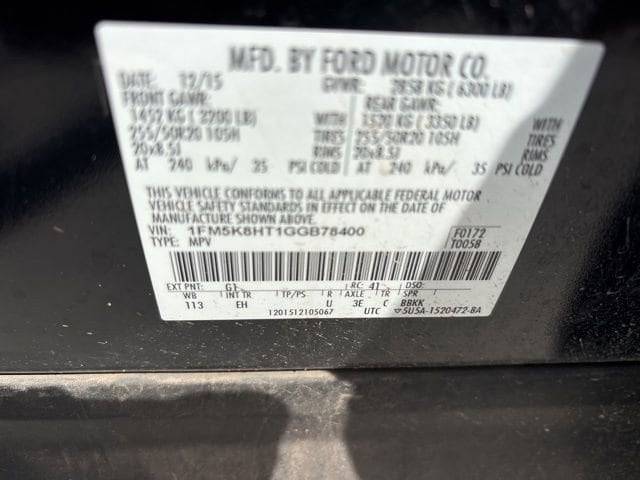 MFD. BY FORD MOTOR CO.
DATE: 12/15 GVWR: 2858 KG ( 6300 LB)
FRONT GAWR: REAR GAWR:
1452 KG ( 3200 LB) WITH 1520 KG ( 3350 LB) WITH
255/50R20 105H TIRES 255/50R20 105H TIRES
20x8.5J RIMS 20x8.5J RIMS
AT 240 kPa/ 35 PSI COLD AT 240 kPa/ 35 PSI COLD
THIS VEHICLE CONFORMS TO ALL APPLICABLE FEDERAL MOTOR
VEHICLE SAFETY STANDARDS IN EFFECT ON THE DATE OF
MANUFACTURE SHOWN ABOVE.
VIN: 1FM5K8HT1GGB78400 F0172
TYPE: MPV T005B
EXT PNT: G1 RC: 41 DSO:
WB INT TR TP/PS R AXLE TR SPR
113 EH U 3E C BBKK
1201512105067 UTC ▽5U5A-1520472-BA